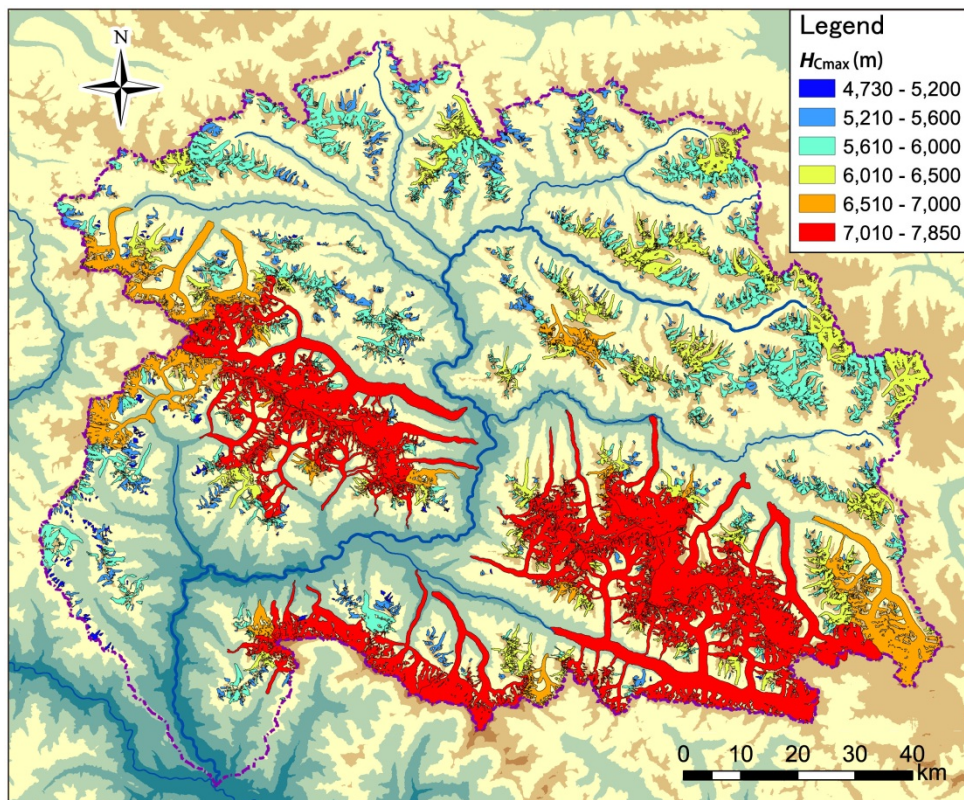 N
Legend
HCmax (m)
4,730 - 5,200
5,210 - 5,600
5,610 - 6,000
6,010 - 6,500
6,510 - 7,000
7,010 - 7,850
0 10 20 30 40
km